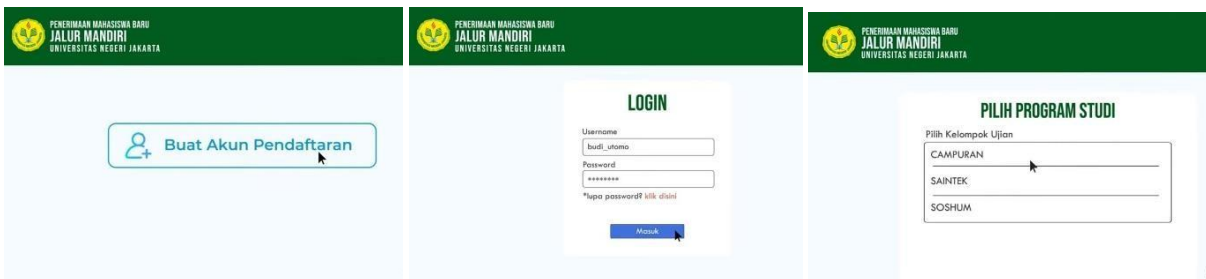 PENERIMAAN MAHASISWA BARU
JALUR MANDIRI
UNIVERSITAS NEGERI JAKARTA
Buat Akun Pendaftaran
PENERIMAAN MAHASISWA BARU
JALUR MANDIRI
UNIVERSITAS NEGERI JAKARTA
LOGIN
Username
budi_utomo
Password
********
*lupa password? klik disini
Masuk
PENERIMAAN MAHASISWA BARU
JALUR MANDIRI
UNIVERSITAS NEGERI JAKARTA
PILIH PROGRAM STUDI
Pilih Kelompok Ujian
CAMPURAN
SAINTEK
SOSHUM